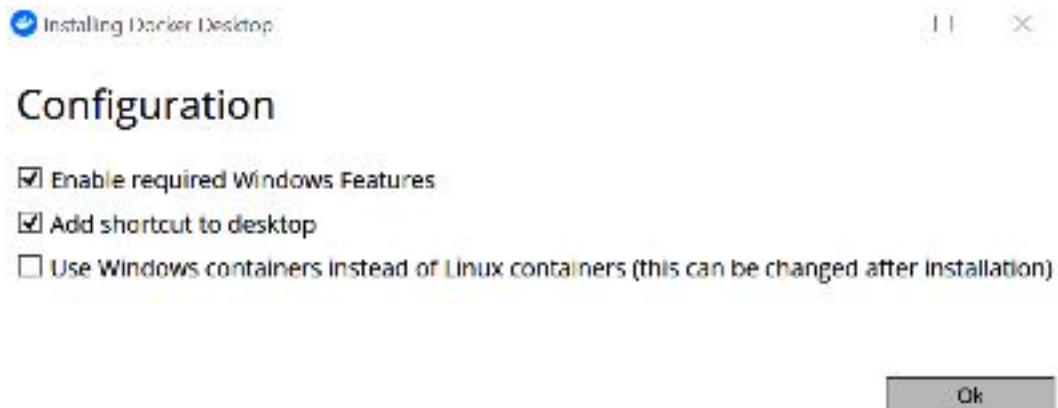 Installing Docker Desktop
Configuration
Enable required Windows Features
Add shortcut to desktop
Use Windows containers instead of Linux containers (this can be changed after installation)
Ok